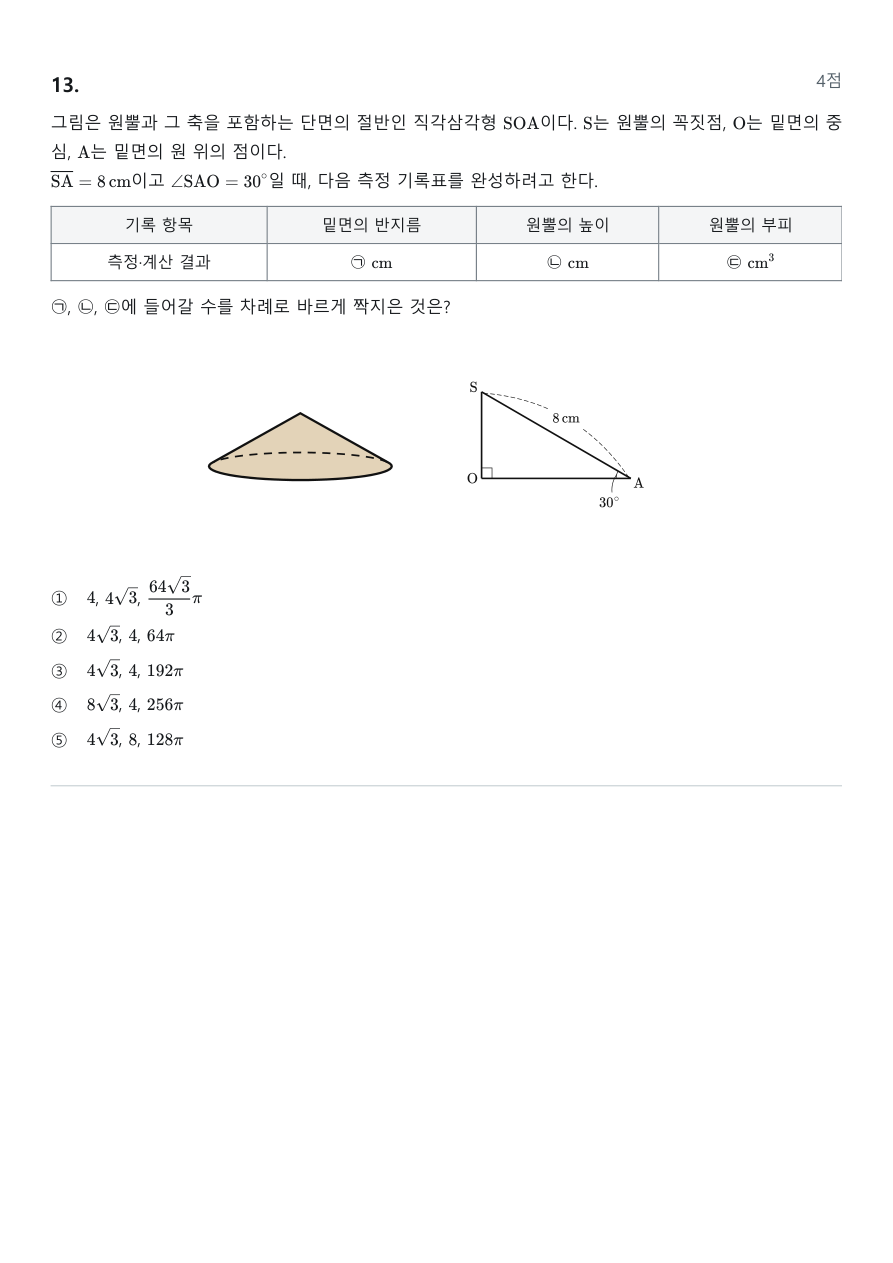 13.
4점
그림은 원뿔과 그 축을 포함하는 단면의 절반인 직각삼각형 SOA이다. S는 원뿔의 꼭짓점, O는 밑면의 중
심, A는 밑면의 원 위의 점이다.
$\overline{SA}$ = 8 cm이고 ∠SAO = 30°일 때, 다음 측정 기록표를 완성하려고 한다.
기록 항목 밑면의 반지름 원뿔의 높이 원뿔의 부피
측정·계산 결과 ㉠ cm ㉡ cm ㉢ cm³
㉠, ㉡, ㉢에 들어갈 수를 차례로 바르게 짝지은 것은?
S
8 cm
O
A
30°
① 4, 4√3, $\frac{64\sqrt{3}}{3}$π
② 4√3, 4, 64π
③ 4√3, 4, 192π
④ 8√3, 4, 256π
⑤ 4√3, 8, 128π